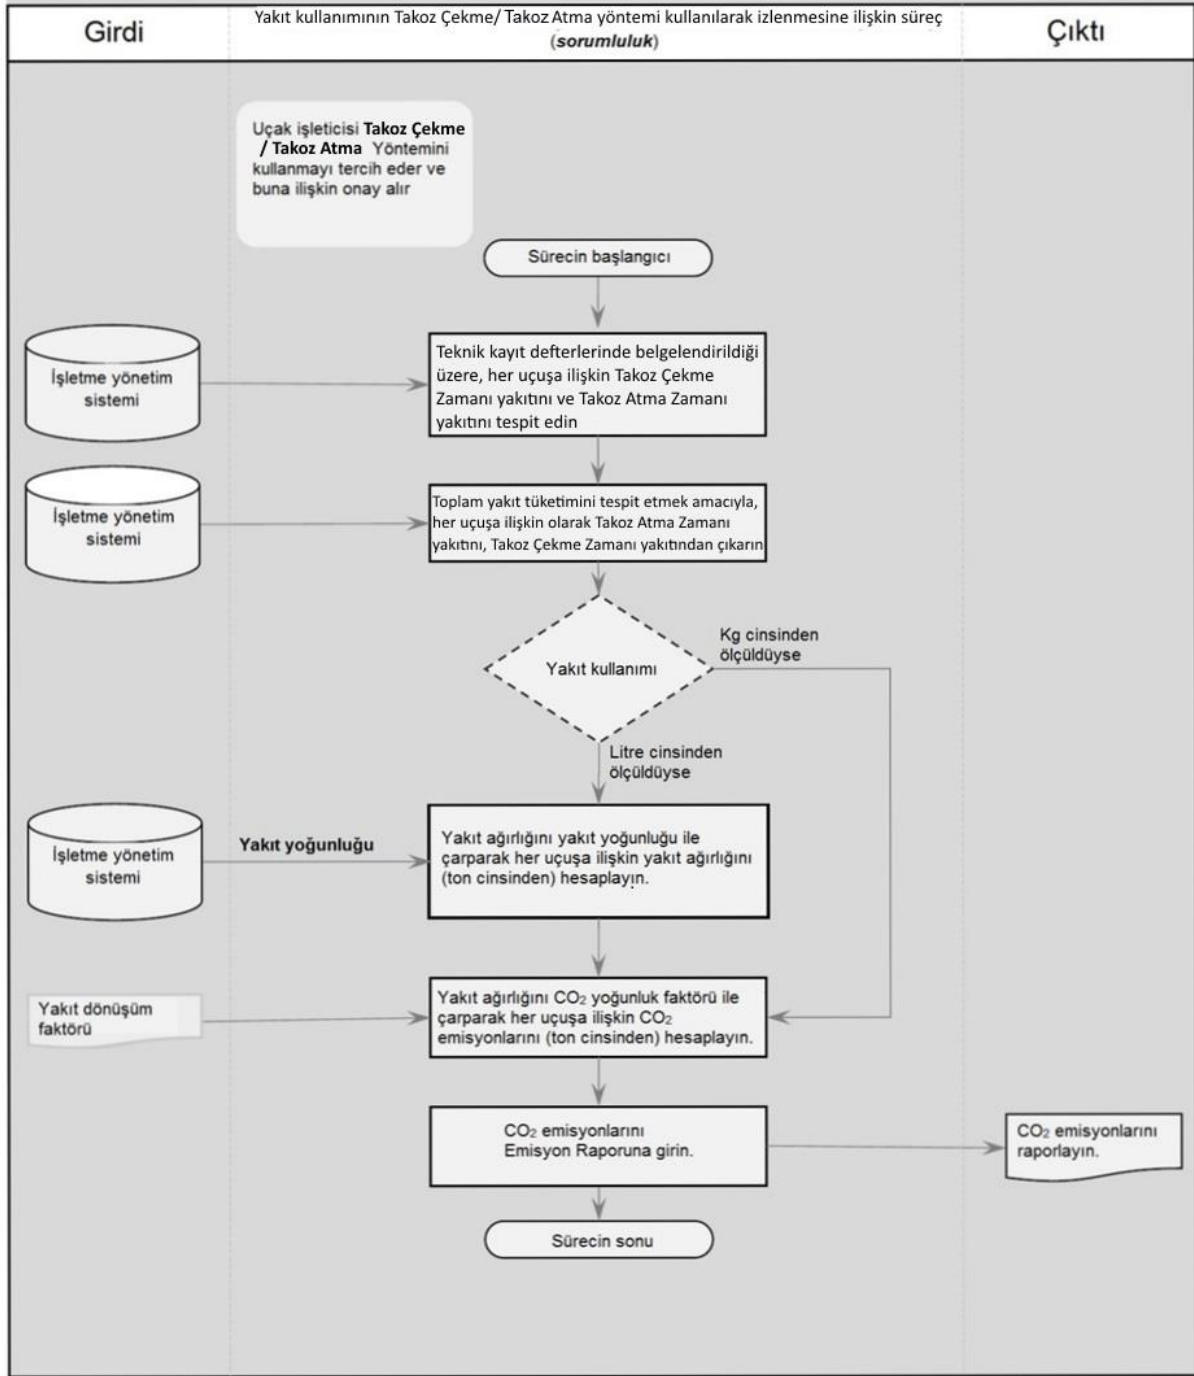 Girdi
Yakıt kullanımının Takoz Çekme/ Takoz Atma yöntemi kullanılarak izlenmesine ilişkin süreç
(sorumluluk)
Çıktı
Uçak işleticisi Takoz Çekme
/ Takoz Atma Yöntemini
kullanmayı tercih eder ve
buna ilişkin onay alır
Sürecin başlangıcı
İşletme yönetim
sistemi
Teknik kayıt defterlerinde belgelendirildiği
üzere, her uçuşa ilişkin Takoz Çekme
Zamanı yakıtını ve Takoz Atma Zamanı
yakıtını tespit edin
İşletme yönetim
sistemi
Toplam yakıt tüketimini tespit etmek amacıyla,
her uçuşa ilişkin olarak Takoz Atma Zamanı
yakıtını, Takoz Çekme Zamanı yakıtından çıkarın
Yakıt kullanımı
Kg cinsinden
ölçüldüyse
Litre cinsinden
ölçüldüyse
İşletme yönetim
sistemi
Yakıt yoğunluğu
Yakıt ağırlığını yakıt yoğunluğu ile
çarparak her uçuşa ilişkin yakıt ağırlığını
(ton cinsinden) hesaplayın.
Yakıt dönüşüm
faktörü
Yakıt ağırlığını CO₂ yoğunluk faktörü ile
çarparak her uçuşa ilişkin CO₂
emisyonlarını (ton cinsinden) hesaplayın.
CO₂ emisyonlarını
Emisyon Raporuna girin.
CO₂ emisyonlarını
raporlayın.
Sürecin sonu